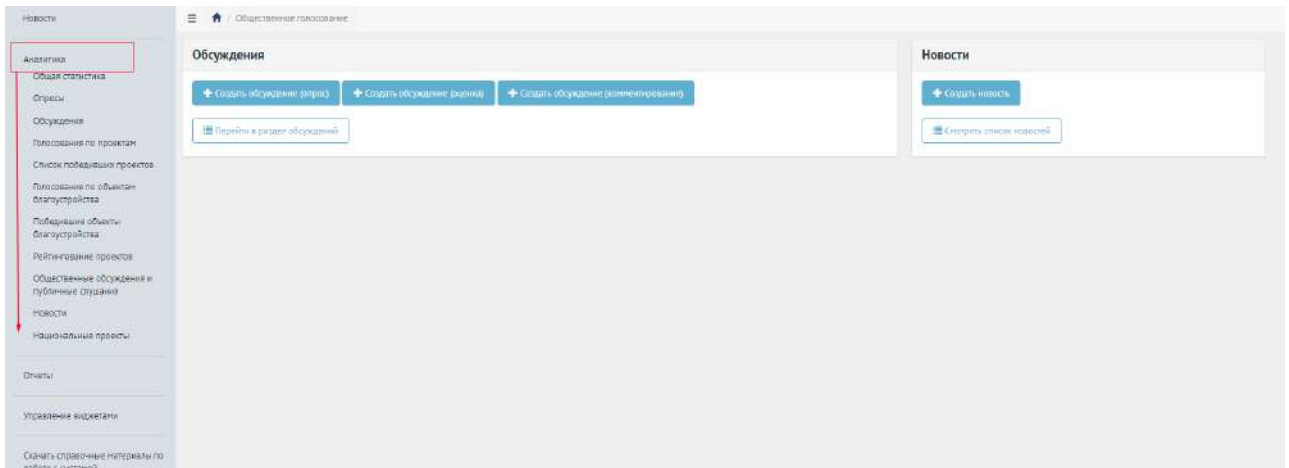 Новости
Общественное голосование
Аналитика
Общая статистика
Опросы
Обсуждения
Голосования по проектам
Список победивших проектов
Голосования по объектам
благоустройства
Победившие объекты
благоустройства
Рейтингование проектов
Общественные обсуждения и
публичные слушания
Новости
Национальные проекты
Отчеты
Управление виджетами
Скачать справочные материалы по
работе с системой
Обсуждения
Создать обсуждение (опрос)
Создать обсуждение (оценка)
Создать обсуждение (комментирование)
Перейти в раздел обсуждений
Новости
Создать новость
Смотреть список новостей